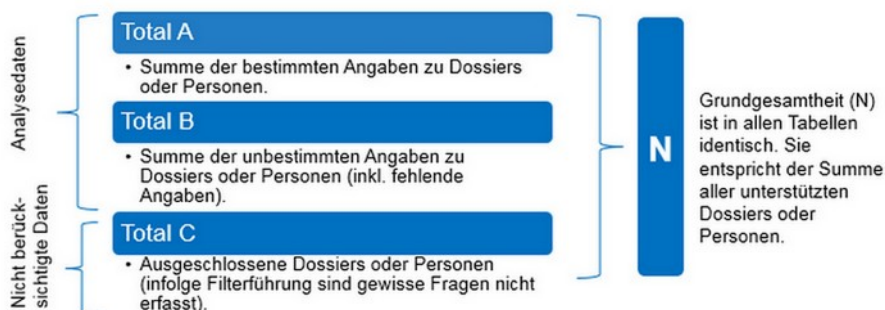 Analysedaten
Total A
• Summe der bestimmten Angaben zu Dossiers
oder Personen.
Total B
• Summe der unbestimmten Angaben zu
Dossiers oder Personen (inkl. fehlende
Angaben).
Nicht berück-
sichtigte Daten
Total C
• Ausgeschlossene Dossiers oder Personen
(infolge Filterführung sind gewisse Fragen nicht
erfasst).
N
Grundgesamtheit (N)
ist in allen Tabellen
identisch. Sie
entspricht der Summe
aller unterstützten
Dossiers oder
Personen.